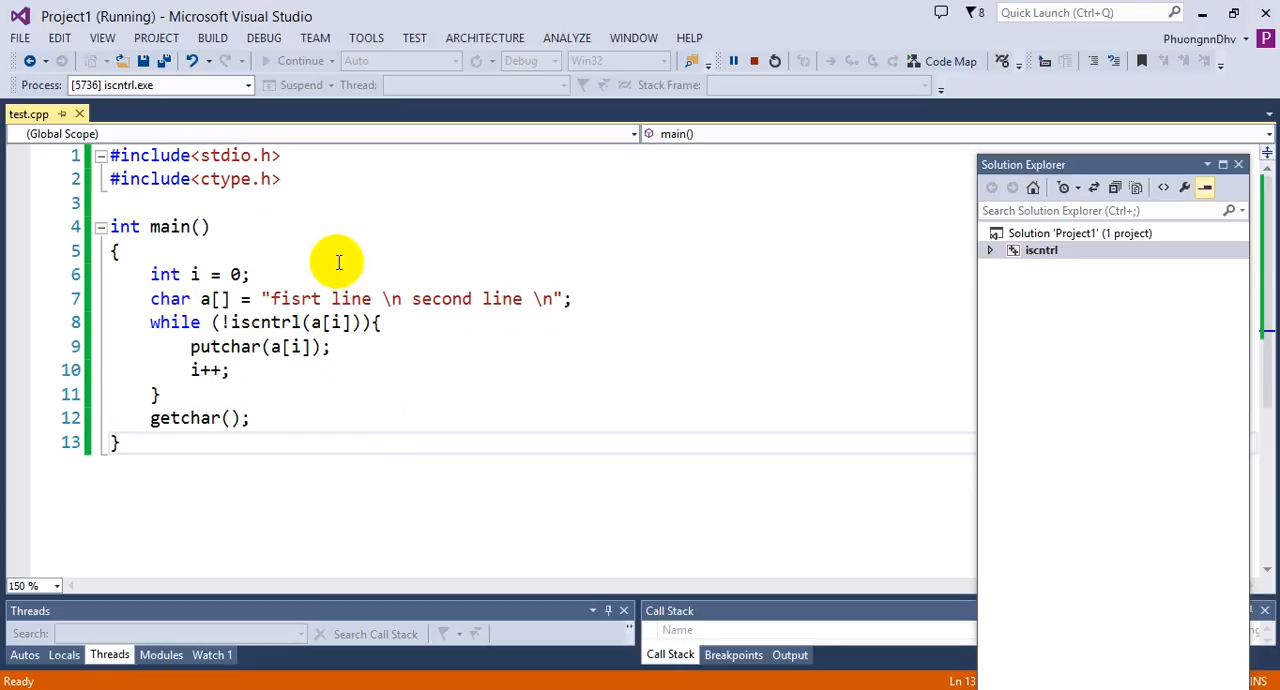 Project1 (Running) - Microsoft Visual Studio
8
Quick Launch (Ctrl+Q)
FILE EDIT VIEW PROJECT BUILD DEBUG TEAM TOOLS TEST ARCHITECTURE ANALYZE WINDOW HELP
PhuongnnDhv P
Continue Auto Debug Win32 Code Map
Process: [5736] iscntrl.exe Suspend Thread: Stack Frame:
test.cpp
(Global Scope) main()
1 #include<stdio.h>
2 #include<ctype.h>
3
4 int main()
5 {
6 int i = 0;
7 char a[] = "fisrt line \n second line \n";
8 while (!iscntrl(a[i])){
9 putchar(a[i]);
10 i++;
11 }
12 getchar();
13 }
Solution Explorer
Search Solution Explorer (Ctrl+;)
Solution 'Project1' (1 project)
iscntrl
150 %
Threads
Search: Search Call Stack
Autos Locals Threads Modules Watch 1
Call Stack
Name
Call Stack Breakpoints Output
Ready Ln 13 INS